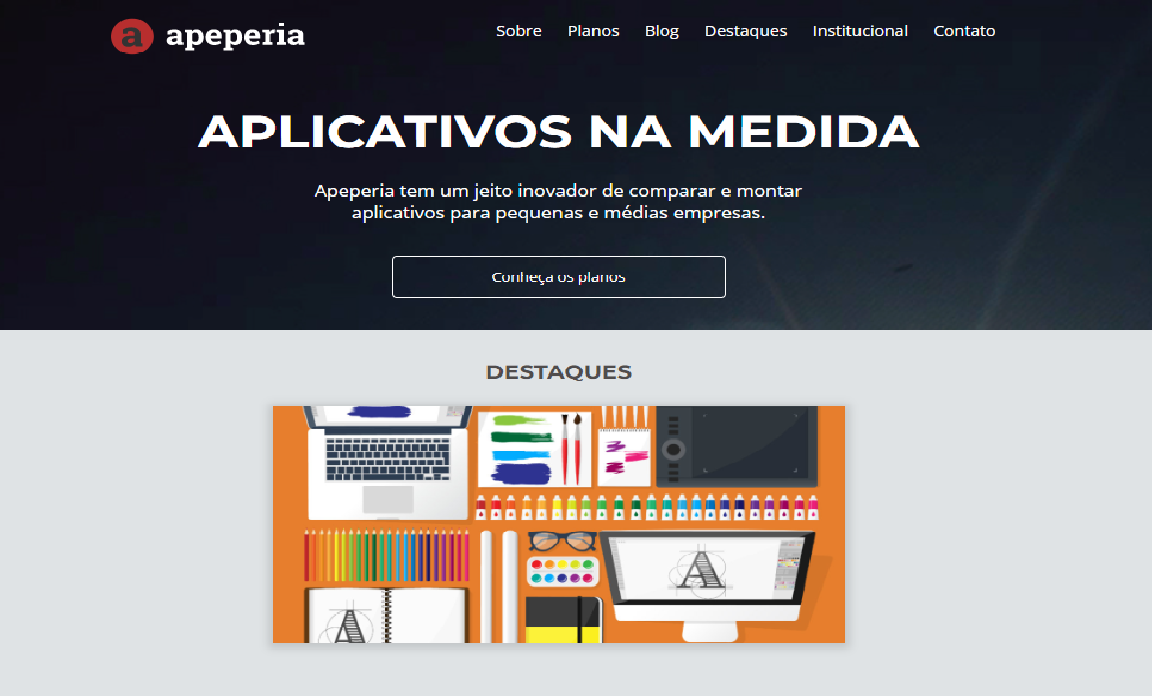 a apeperia
Sobre Planos Blog Destaques Institucional Contato
APLICATIVOS NA MEDIDA
Apeperia tem um jeito inovador de comparar e montar
aplicativos para pequenas e médias empresas.
Conheça os planos
DESTAQUES
A
A